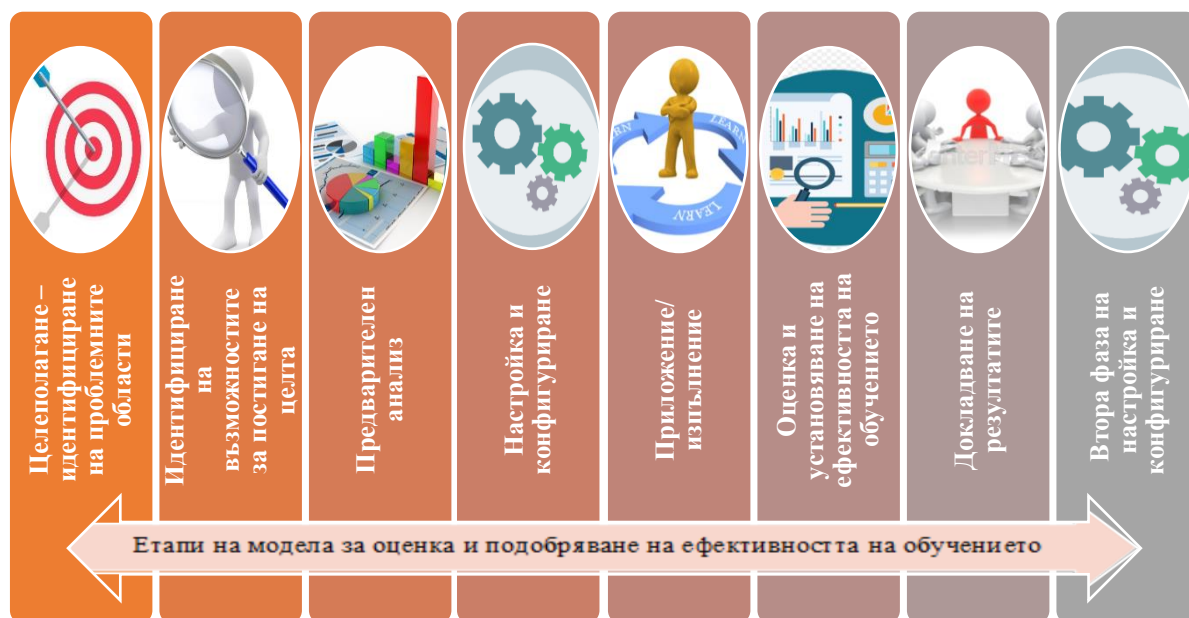 LEARN
LEARN
Целеполагане –
идентифициране
на проблемните
области
Идентифициране
на
възможностите
за постигане на
целта
Предварителен
анализ
Настройка и
конфигуриране
Приложение/
изпълнение
Оценка и
установяване на
ефективността на
обучението
Докладване на
резултатите
Втора фаза на
настройка и
конфигуриране
Етапи на модела за оценка и подобряване на ефективността на обучението